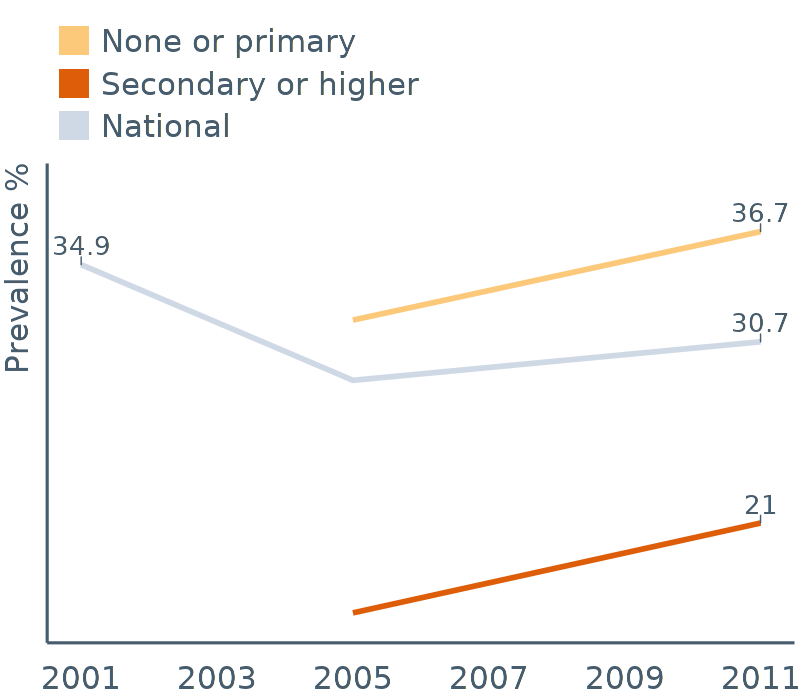 None or primary
Secondary or higher
National
Prevalence %
34.9
36.7
30.7
21
2001 2003 2005 2007 2009 2011